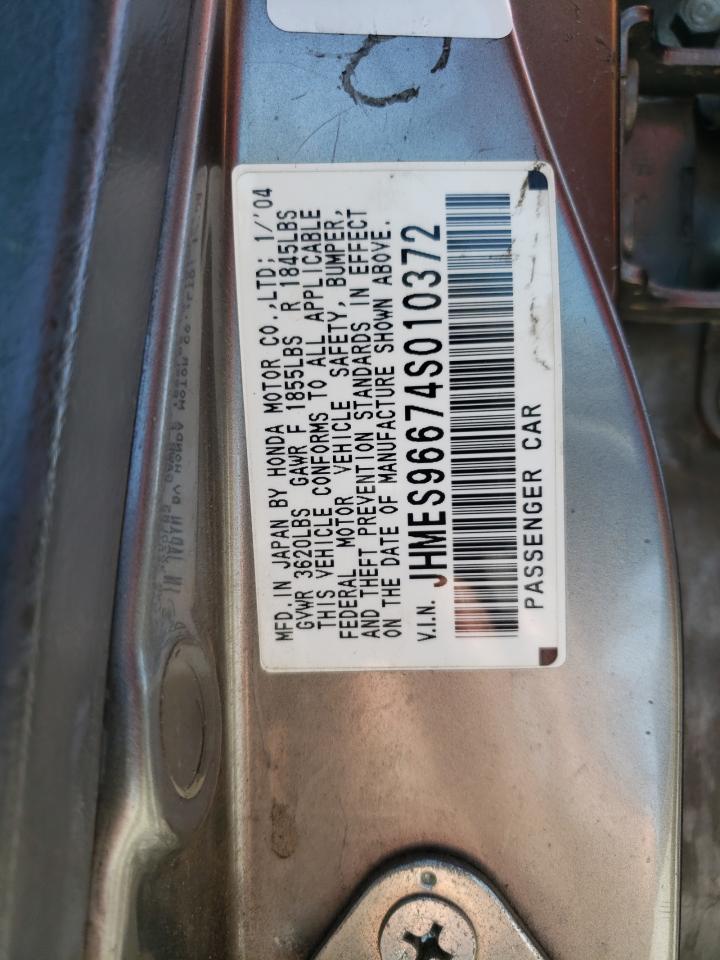 MFD. IN JAPAN BY HONDA MOTOR CO.,LTD; 1/'04
GVWR 3620LBS GAWR F 1855LBS R 1845LBS
THIS VEHICLE CONFORMS TO ALL APPLICABLE
FEDERAL MOTOR VEHICLE SAFETY, BUMPER,
AND THEFT PREVENTION STANDARDS IN EFFECT
ON THE DATE OF MANUFACTURE SHOWN ABOVE.
V.I.N. JHMES96674S010372
PASSENGER CAR